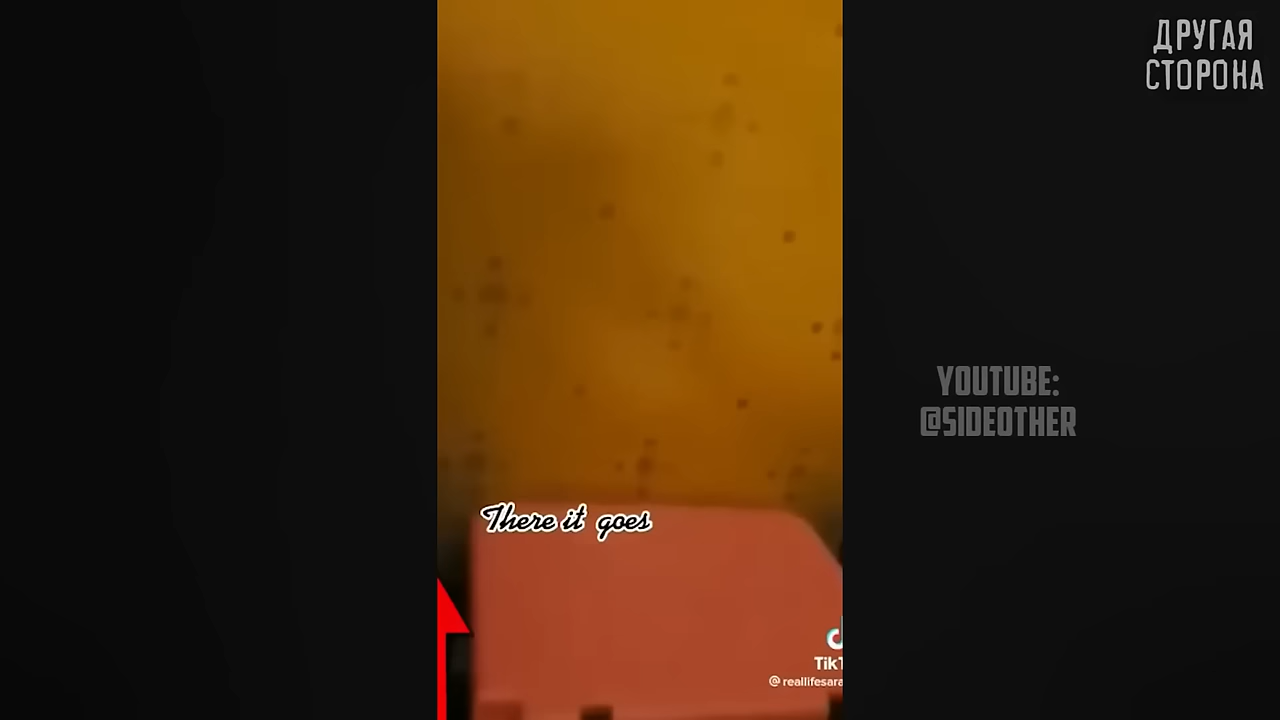 ДРУГАЯ
СТОРОНА
YOUTUBE:
@SIDEOTHER
There it goes
TikT
@reallifesara